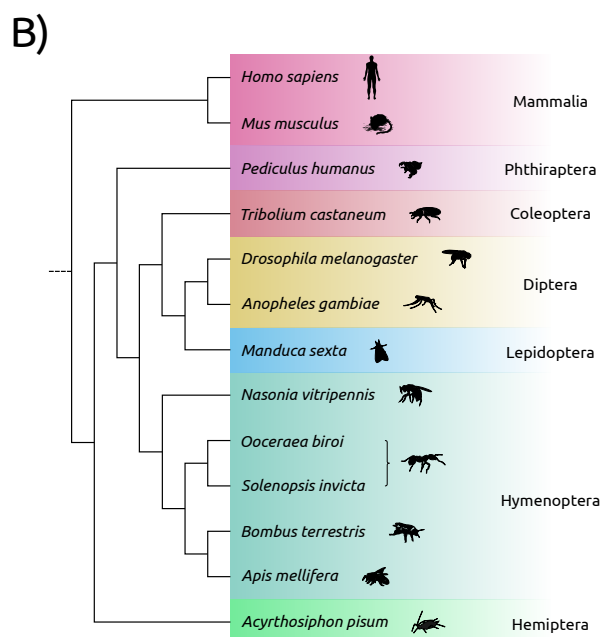 B)
Homo sapiens
Mus musculus
Mammalia
Pediculus humanus
Phthiraptera
Tribolium castaneum
Coleoptera
Drosophila melanogaster
Anopheles gambiae
Diptera
Manduca sexta
Lepidoptera
Nasonia vitripennis
Ooceraea biroi
Solenopsis invicta
Bombus terrestris
Apis mellifera
Hymenoptera
Acyrthosiphon pisum
Hemiptera